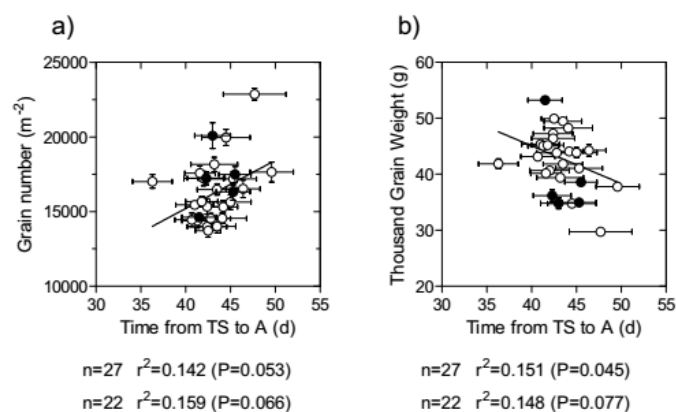 a)
Grain number (m-2)
25000
20000
15000
10000
30 35 40 45 50 55
Time from TS to A (d)
n=27 r2=0.142 (P=0.053)
n=22 r2=0.159 (P=0.066)
b)
Thousand Grain Weight (g)
60
50
40
30
20
30 35 40 45 50 55
Time from TS to A (d)
n=27 r2=0.151 (P=0.045)
n=22 r2=0.148 (P=0.077)